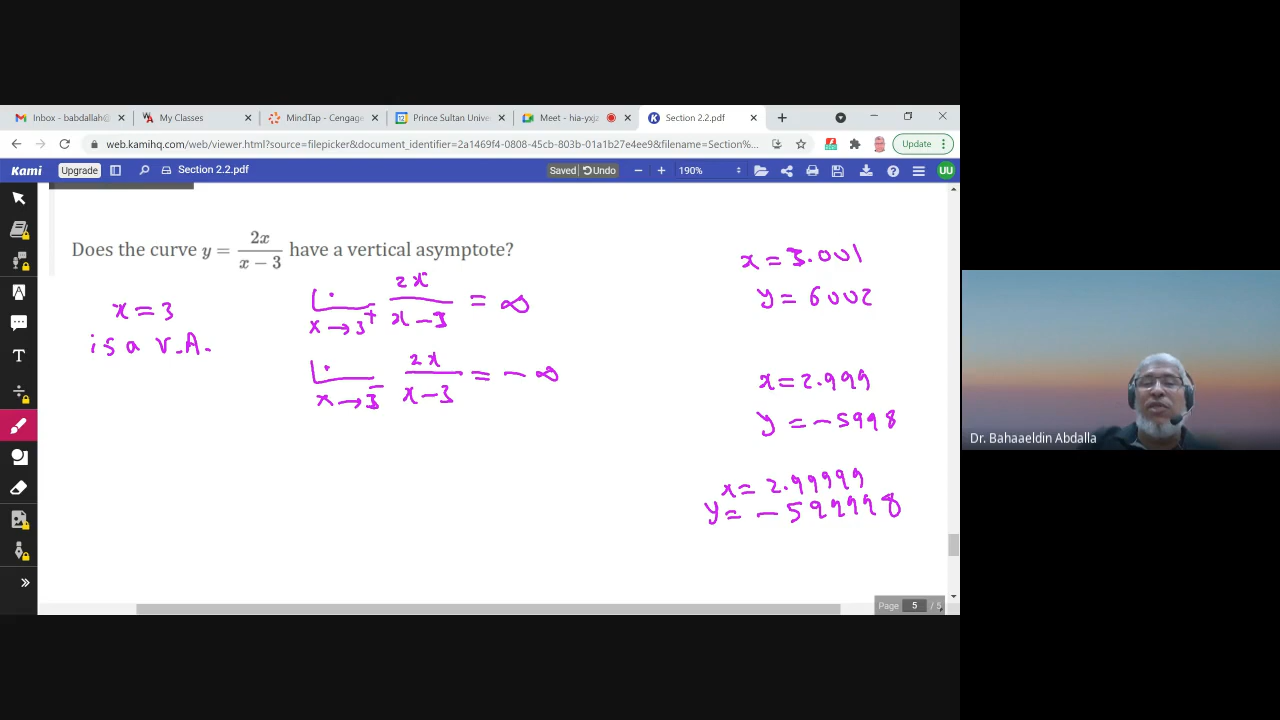 Inbox - babdallah@
My Classes
MindTap - Cengage
Prince Sultan Unive
Meet - hia-yxjz
Section 2.2.pdf
web.kamihq.com/web/viewer.html?source=filepicker&document_identifier=2a1469f4-0808-45cb-803b-01a1b27e4ee9&filename=Section%...
Update
Kami
Upgrade
Section 2.2.pdf
Saved
Undo
190%
UU
Does the curve y = 2x / (x − 3) have a vertical asymptote?
x = 3
is a V.A.
Lim x→3⁺ 2x / (x−3) = ∞
Lim x→3⁻ 2x / (x−3) = −∞
x = 3.001
y = 6002
x = 2.999
y = −5998
x = 2.99999
y = −599998
Page 5 / 5
Dr. Bahaaeldin Abdalla